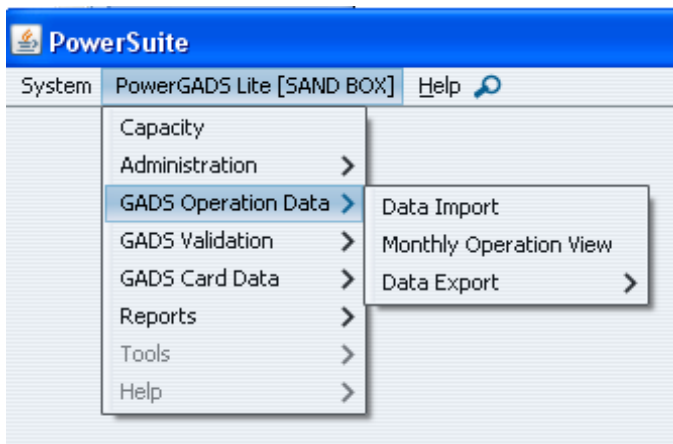 PowerSuite
System PowerGADS Lite [SAND BOX] Help
Capacity
Administration
GADS Operation Data
GADS Validation
GADS Card Data
Reports
Tools
Help
Data Import
Monthly Operation View
Data Export